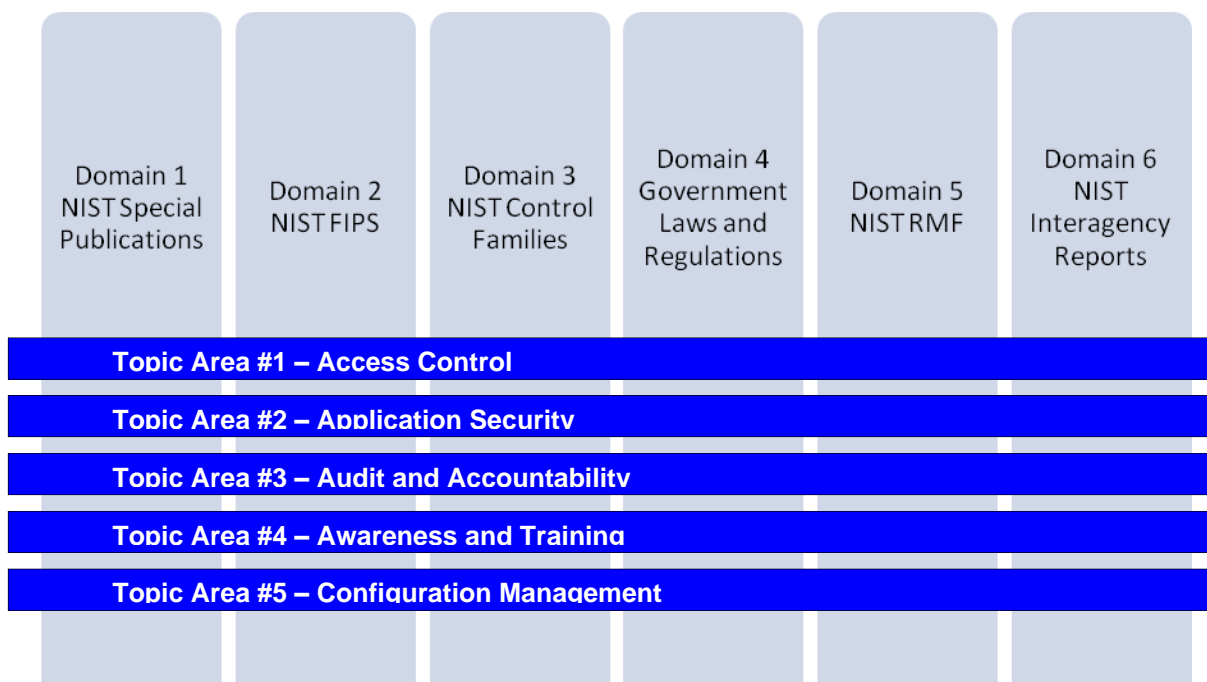 Domain 1
NIST Special
Publications
Domain 2
NIST FIPS
Domain 3
NIST Control
Families
Domain 4
Government
Laws and
Regulations
Domain 5
NIST RMF
Domain 6
NIST
Interagency
Reports
Topic Area #1 – Access Control
Topic Area #2 – Application Security
Topic Area #3 – Audit and Accountability
Topic Area #4 – Awareness and Training
Topic Area #5 – Configuration Management